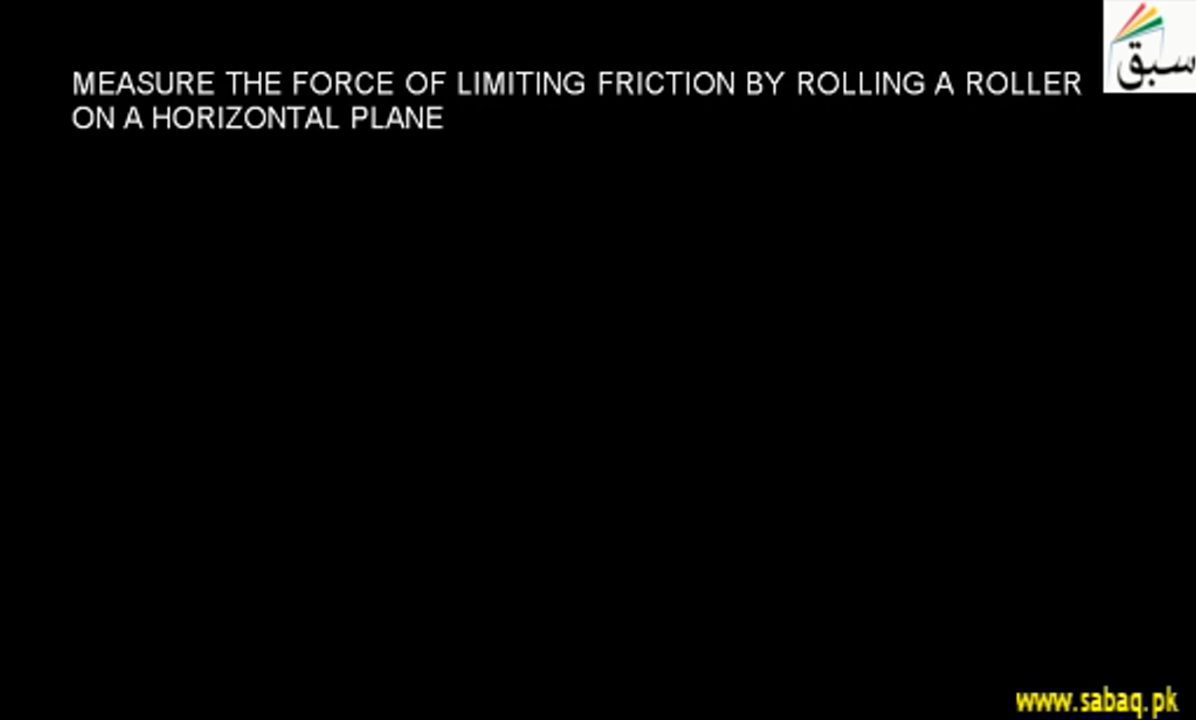 سبق
MEASURE THE FORCE OF LIMITING FRICTION BY ROLLING A ROLLER
ON A HORIZONTAL PLANE
www.sabaq.pk